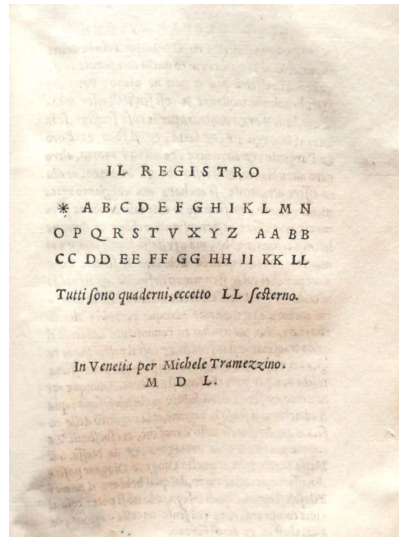 IL REGISTRO
* A B C D E F G H I K L M N
O P Q R S T V X Y Z AA BB
CC DD EE FF GG HH II KK LL
Tutti ſono quaderni, eccetto LL ſeſterno.
In Venetia per Michele Tramezzino.
M D L.